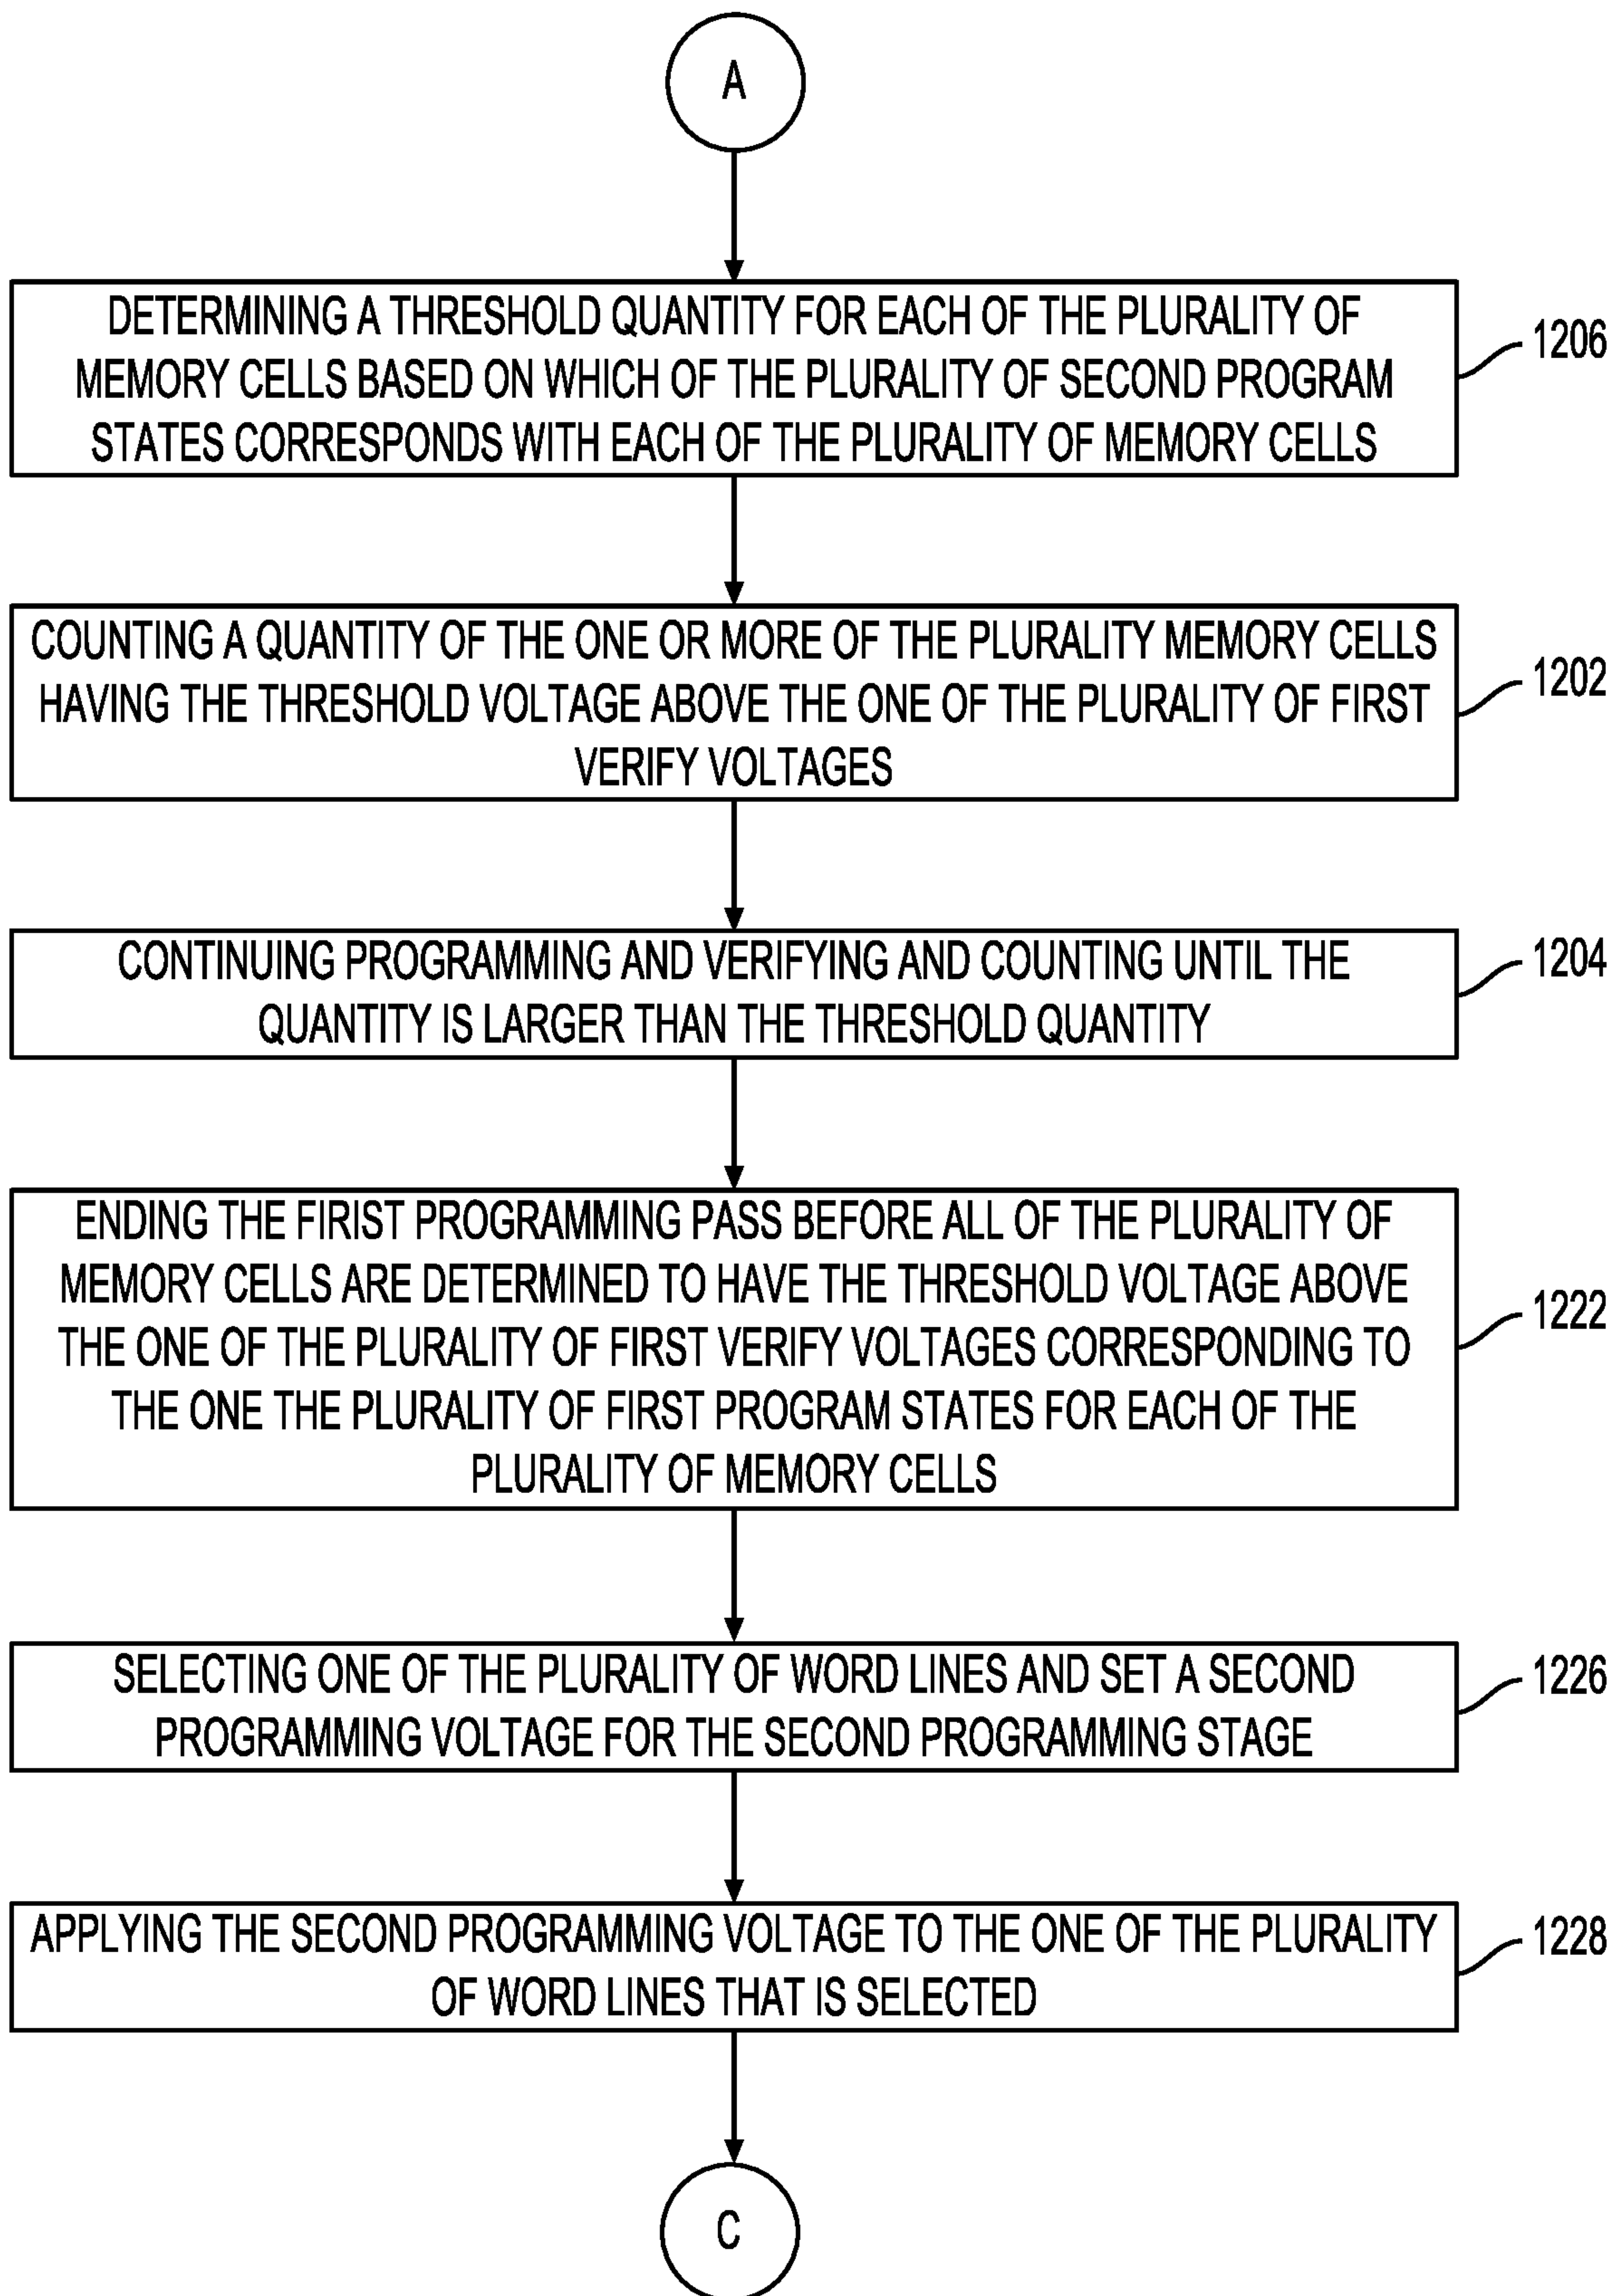 A
DETERMINING A THRESHOLD QUANTITY FOR EACH OF THE PLURALITY OF
MEMORY CELLS BASED ON WHICH OF THE PLURALITY OF SECOND PROGRAM
STATES CORRESPONDS WITH EACH OF THE PLURALITY OF MEMORY CELLS
1206
COUNTING A QUANTITY OF THE ONE OR MORE OF THE PLURALITY MEMORY CELLS
HAVING THE THRESHOLD VOLTAGE ABOVE THE ONE OF THE PLURALITY OF FIRST
VERIFY VOLTAGES
1202
CONTINUING PROGRAMMING AND VERIFYING AND COUNTING UNTIL THE
QUANTITY IS LARGER THAN THE THRESHOLD QUANTITY
1204
ENDING THE FIRIST PROGRAMMING PASS BEFORE ALL OF THE PLURALITY OF
MEMORY CELLS ARE DETERMINED TO HAVE THE THRESHOLD VOLTAGE ABOVE
THE ONE OF THE PLURALITY OF FIRST VERIFY VOLTAGES CORRESPONDING TO
THE ONE THE PLURALITY OF FIRST PROGRAM STATES FOR EACH OF THE
PLURALITY OF MEMORY CELLS
1222
SELECTING ONE OF THE PLURALITY OF WORD LINES AND SET A SECOND
PROGRAMMING VOLTAGE FOR THE SECOND PROGRAMMING STAGE
1226
APPLYING THE SECOND PROGRAMMING VOLTAGE TO THE ONE OF THE PLURALITY
OF WORD LINES THAT IS SELECTED
1228
C